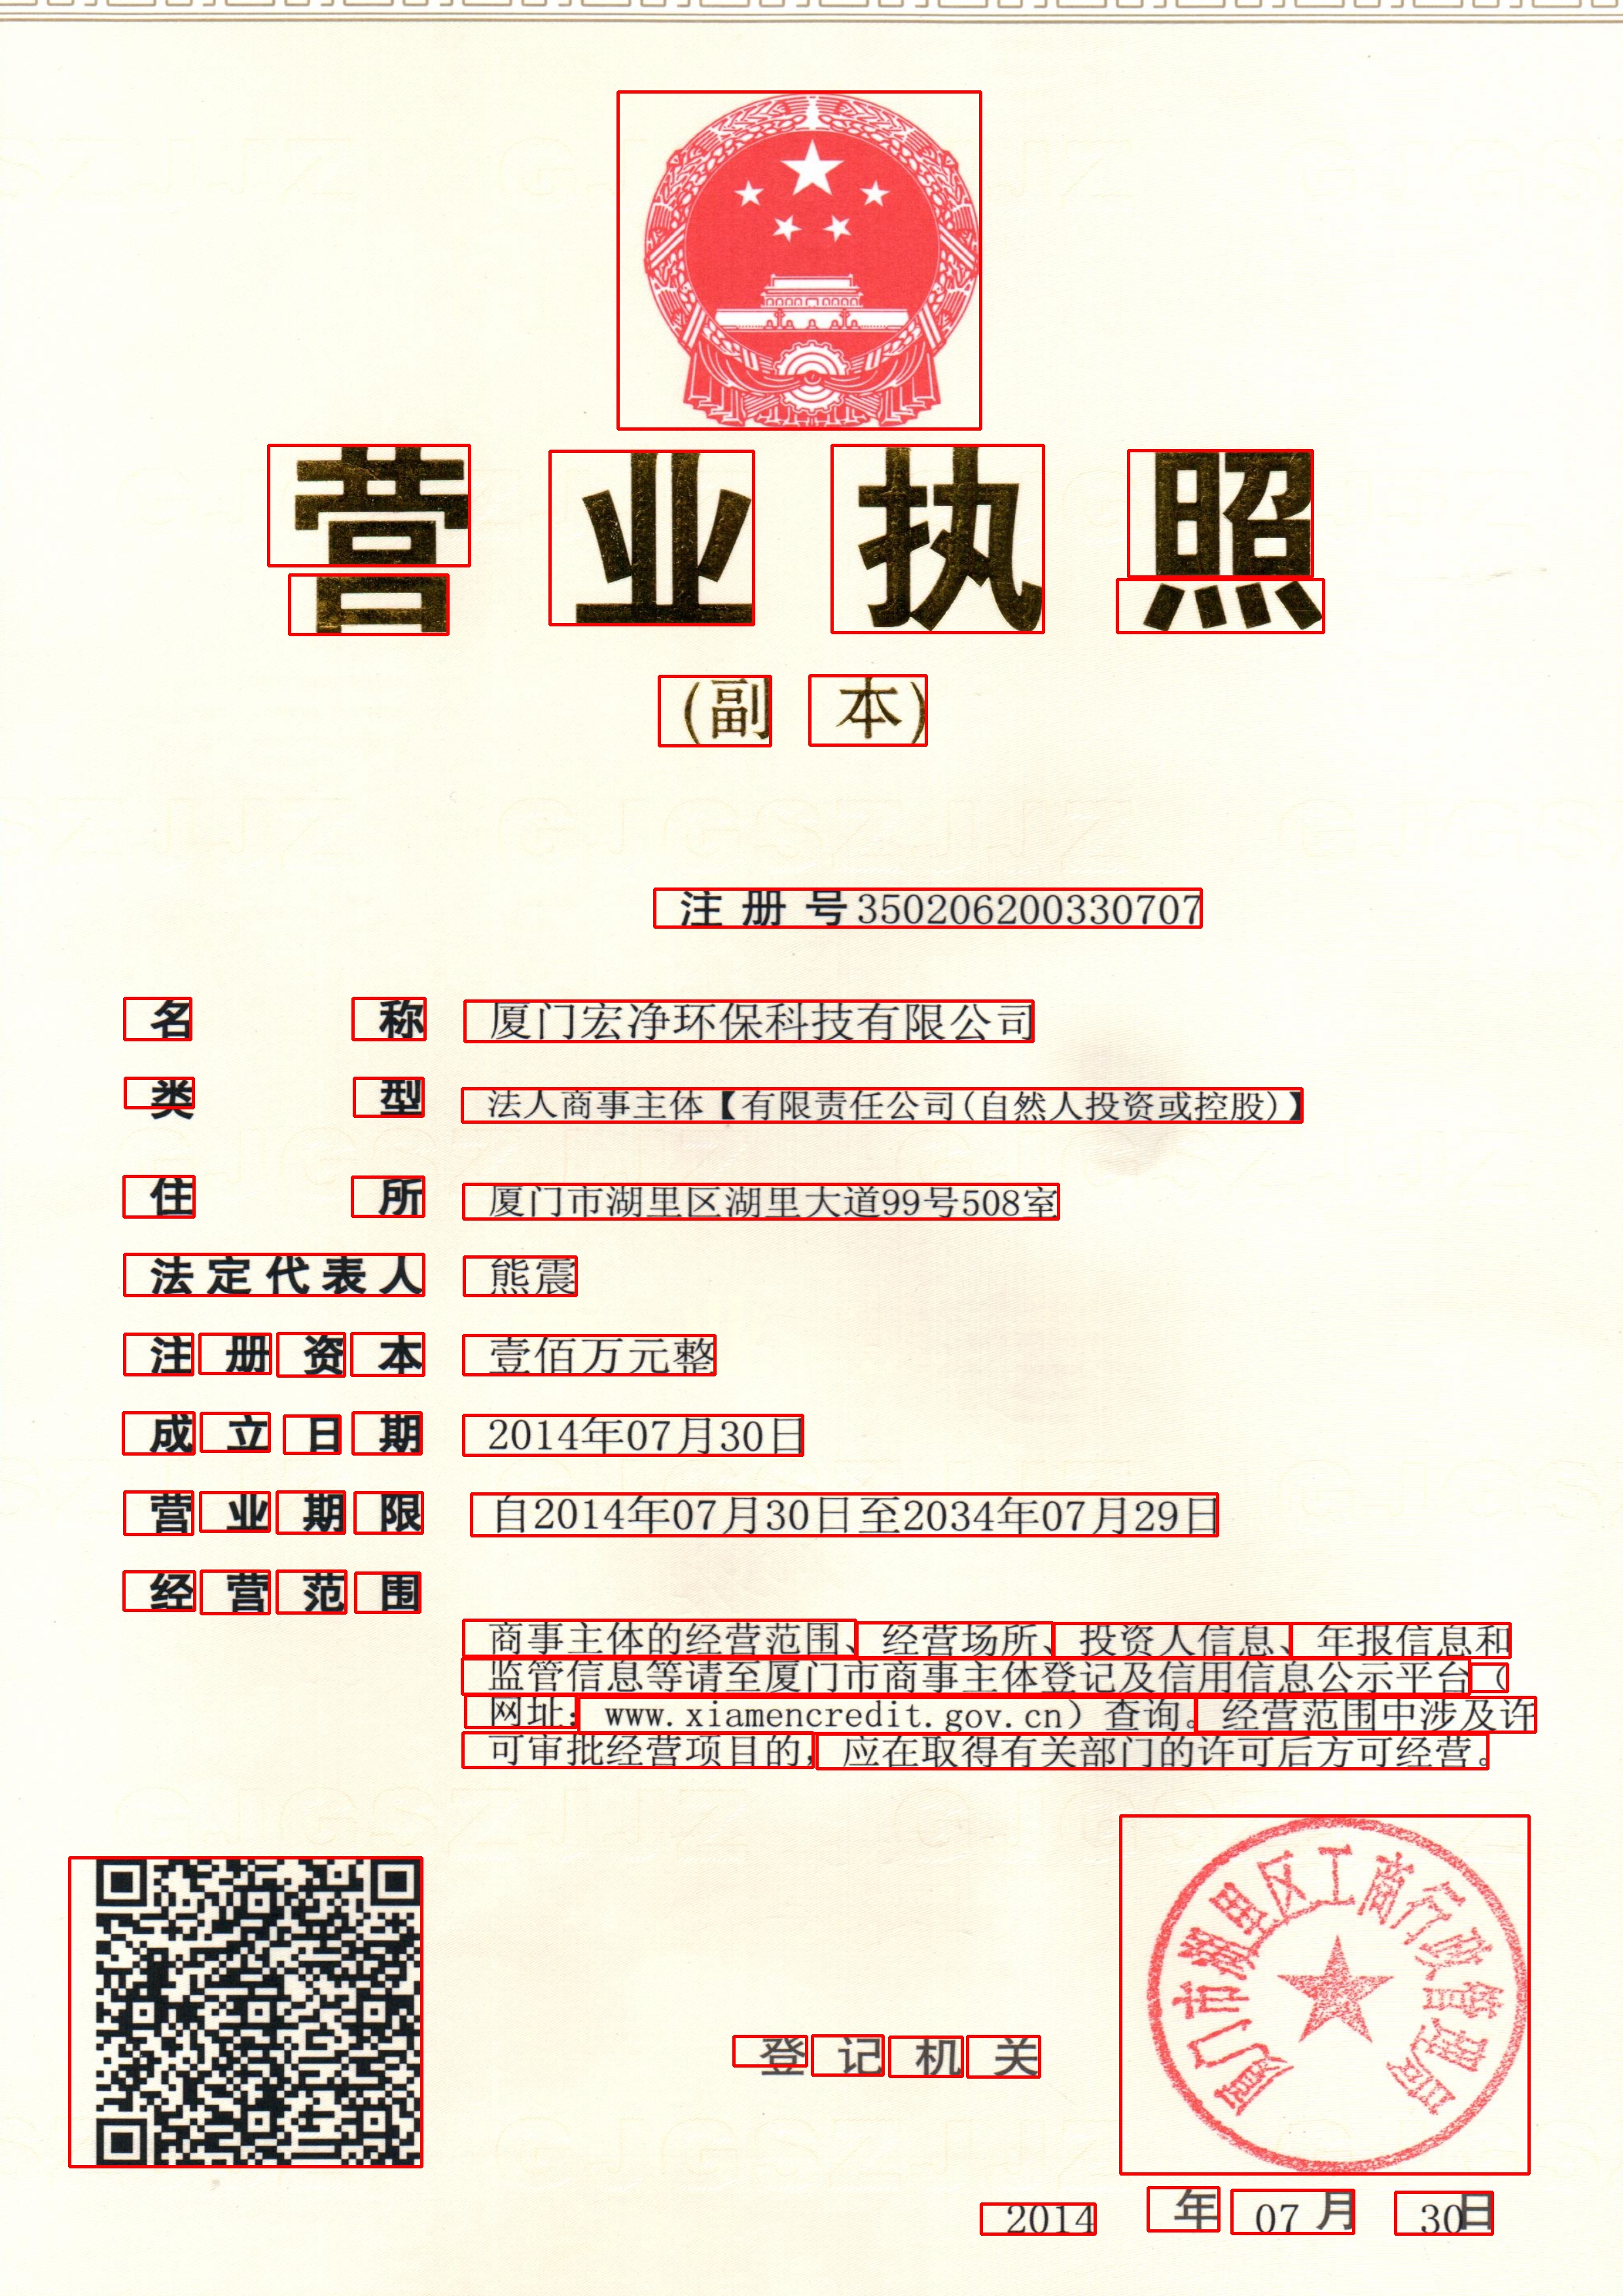 营业执照
(副 本)
注册号350206200330707
名称 厦门宏净环保科技有限公司
类型 法人商事主体【有限责任公司(自然人投资或控股)】
住所 厦门市湖里区湖里大道99号508室
法定代表人 熊震
注册资本 壹佰万元整
成立日期 2014年07月30日
营业期限 自2014年07月30日至2034年07月29日
经营范围
商事主体的经营范围、经营场所、投资人信息、年报信息和
监管信息等请至厦门市商事主体登记及信用信息公示平台（
网址：www.xiamencredit.gov.cn）查询。经营范围中涉及许
可审批经营项目的，应在取得有关部门的许可后方可经营。
厦门市湖里区工商行政管理局
登记机关
2014年07月30日